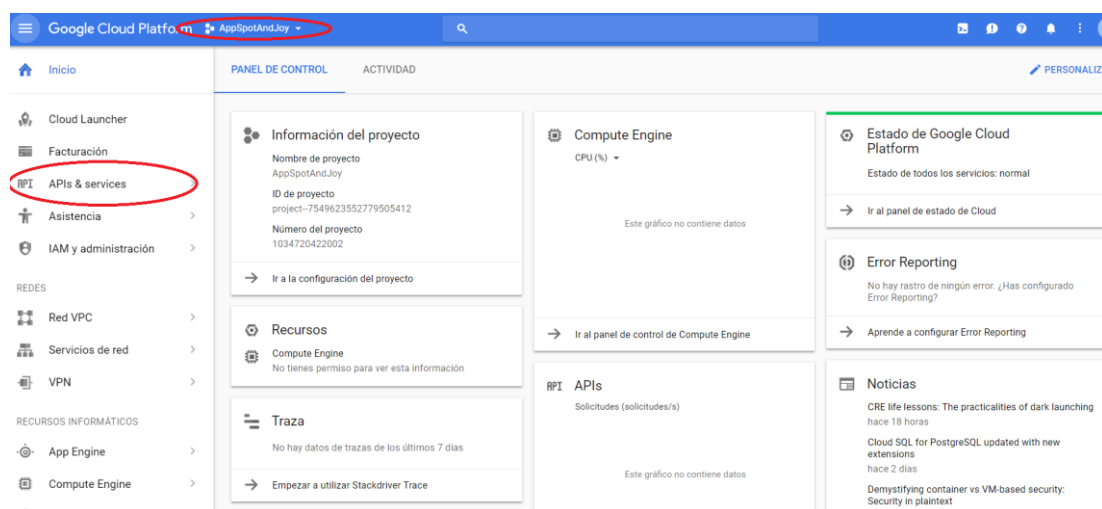 Google Cloud Platform
AppSpotAndJoy
Inicio
PANEL DE CONTROL
ACTIVIDAD
PERSONALIZ
Cloud Launcher
Facturación
API APIs & services
Asistencia
IAM y administración
REDES
Red VPC
Servicios de red
VPN
RECURSOS INFORMÁTICOS
App Engine
Compute Engine
Información del proyecto
Nombre de proyecto
AppSpotAndJoy
ID de proyecto
project--7549623552779505412
Número del proyecto
1034720422002
Ir a la configuración del proyecto
Recursos
Compute Engine
No tienes permiso para ver esta información
Traza
No hay datos de trazas de los últimos 7 días
Empezar a utilizar Stackdriver Trace
Compute Engine
CPU (%)
Este gráfico no contiene datos
Ir al panel de control de Compute Engine
API APIs
Solicitudes (solicitudes/s)
Este gráfico no contiene datos
Estado de Google Cloud
Platform
Estado de todos los servicios: normal
Ir al panel de estado de Cloud
Error Reporting
No hay rastro de ningún error. ¿Has configurado
Error Reporting?
Aprende a configurar Error Reporting
Noticias
CRE life lessons: The practicalities of dark launching
hace 18 horas
Cloud SQL for PostgreSQL updated with new
extensions
hace 2 días
Demystifying container vs VM-based security:
Security in plaintext